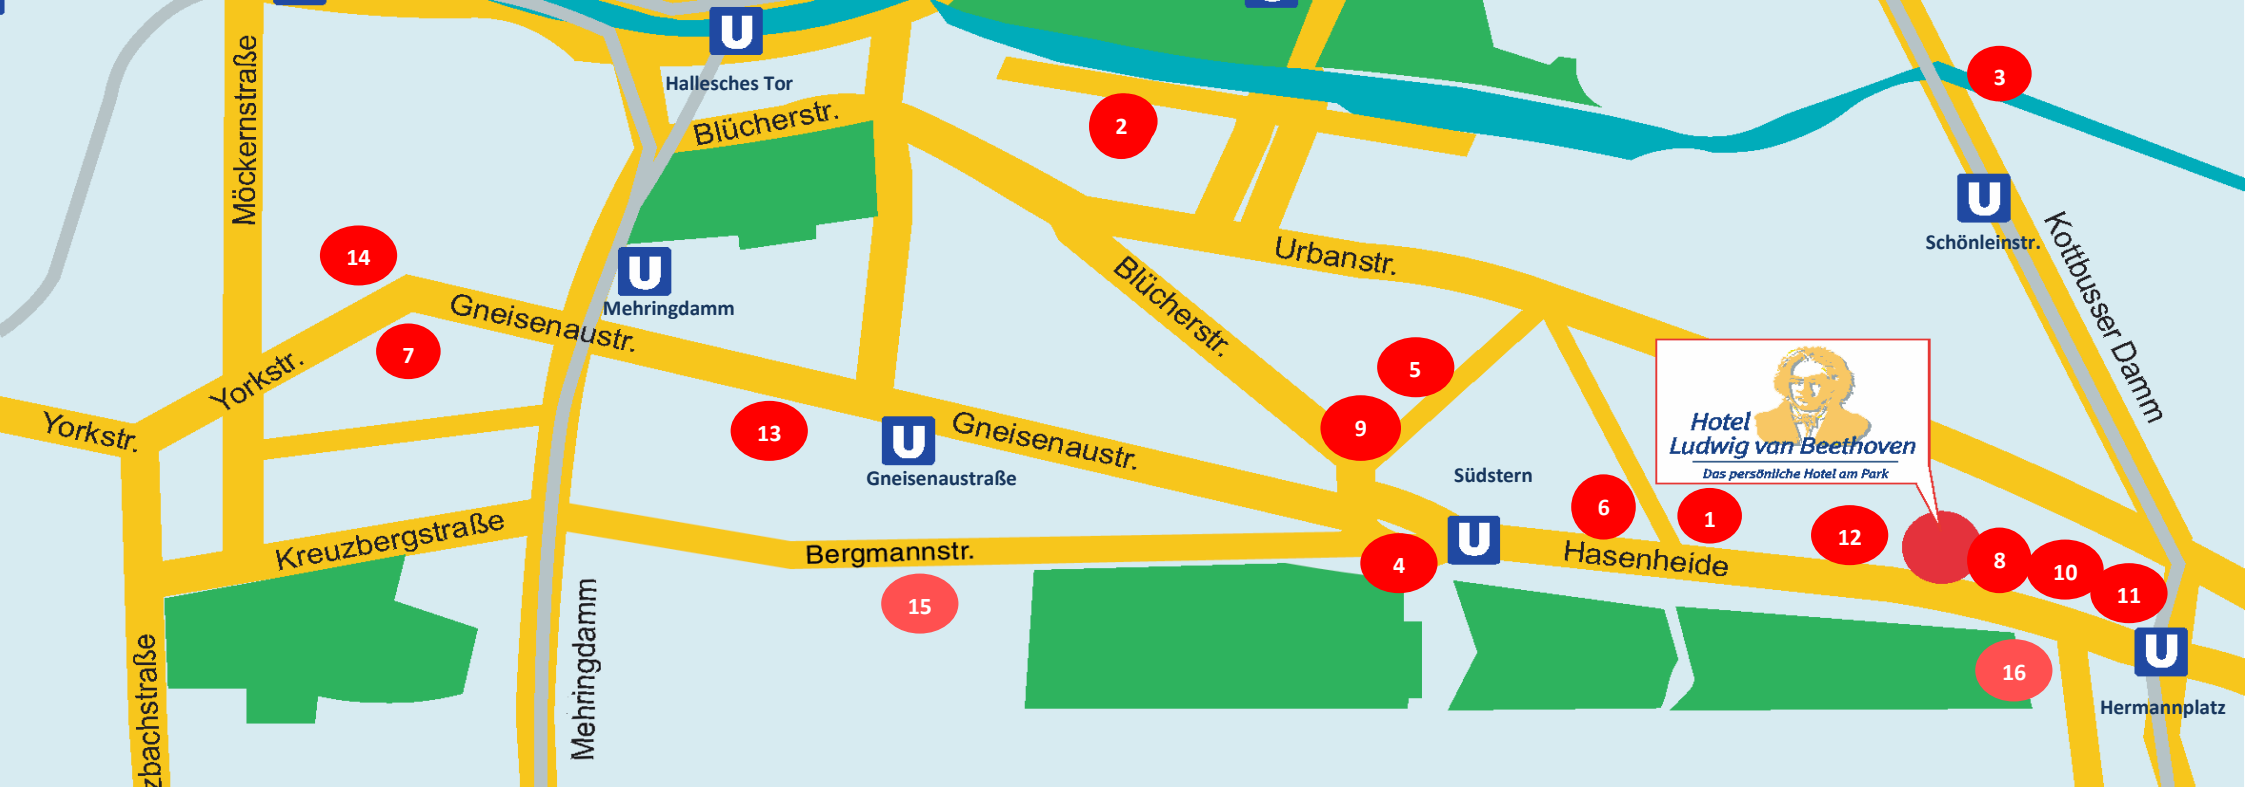 U
Hallesches Tor
Möckernstraße
Blücherstr.
2
3
U
Schönleinstr.
Kottbusser Damm
14
U
Mehringdamm
Gneisenaustr.
Urbanstr.
Blücherstr.
7
Yorkstr.
Yorkstr.
5
Hotel
Ludwig van Beethoven
Das persönliche Hotel am Park
13
U
Gneisenaustraße
Gneisenaustr.
9
Südstern
U
6
1
12
8
10
11
Kreuzbergstraße
Bergmannstr.
4
Hasenheide
15
16
U
Hermannplatz
zbachstraße
Mehringdamm